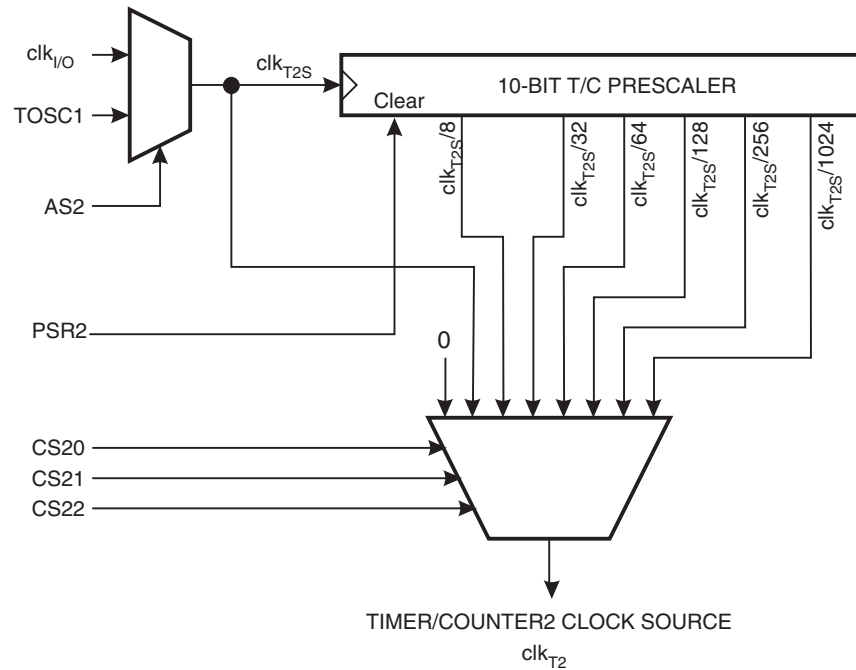 clkI/O
TOSC1
AS2
clkT2S
10-BIT T/C PRESCALER
Clear
clkT2S/8
clkT2S/32
clkT2S/64
clkT2S/128
clkT2S/256
clkT2S/1024
PSR2
0
CS20
CS21
CS22
TIMER/COUNTER2 CLOCK SOURCE
clkT2